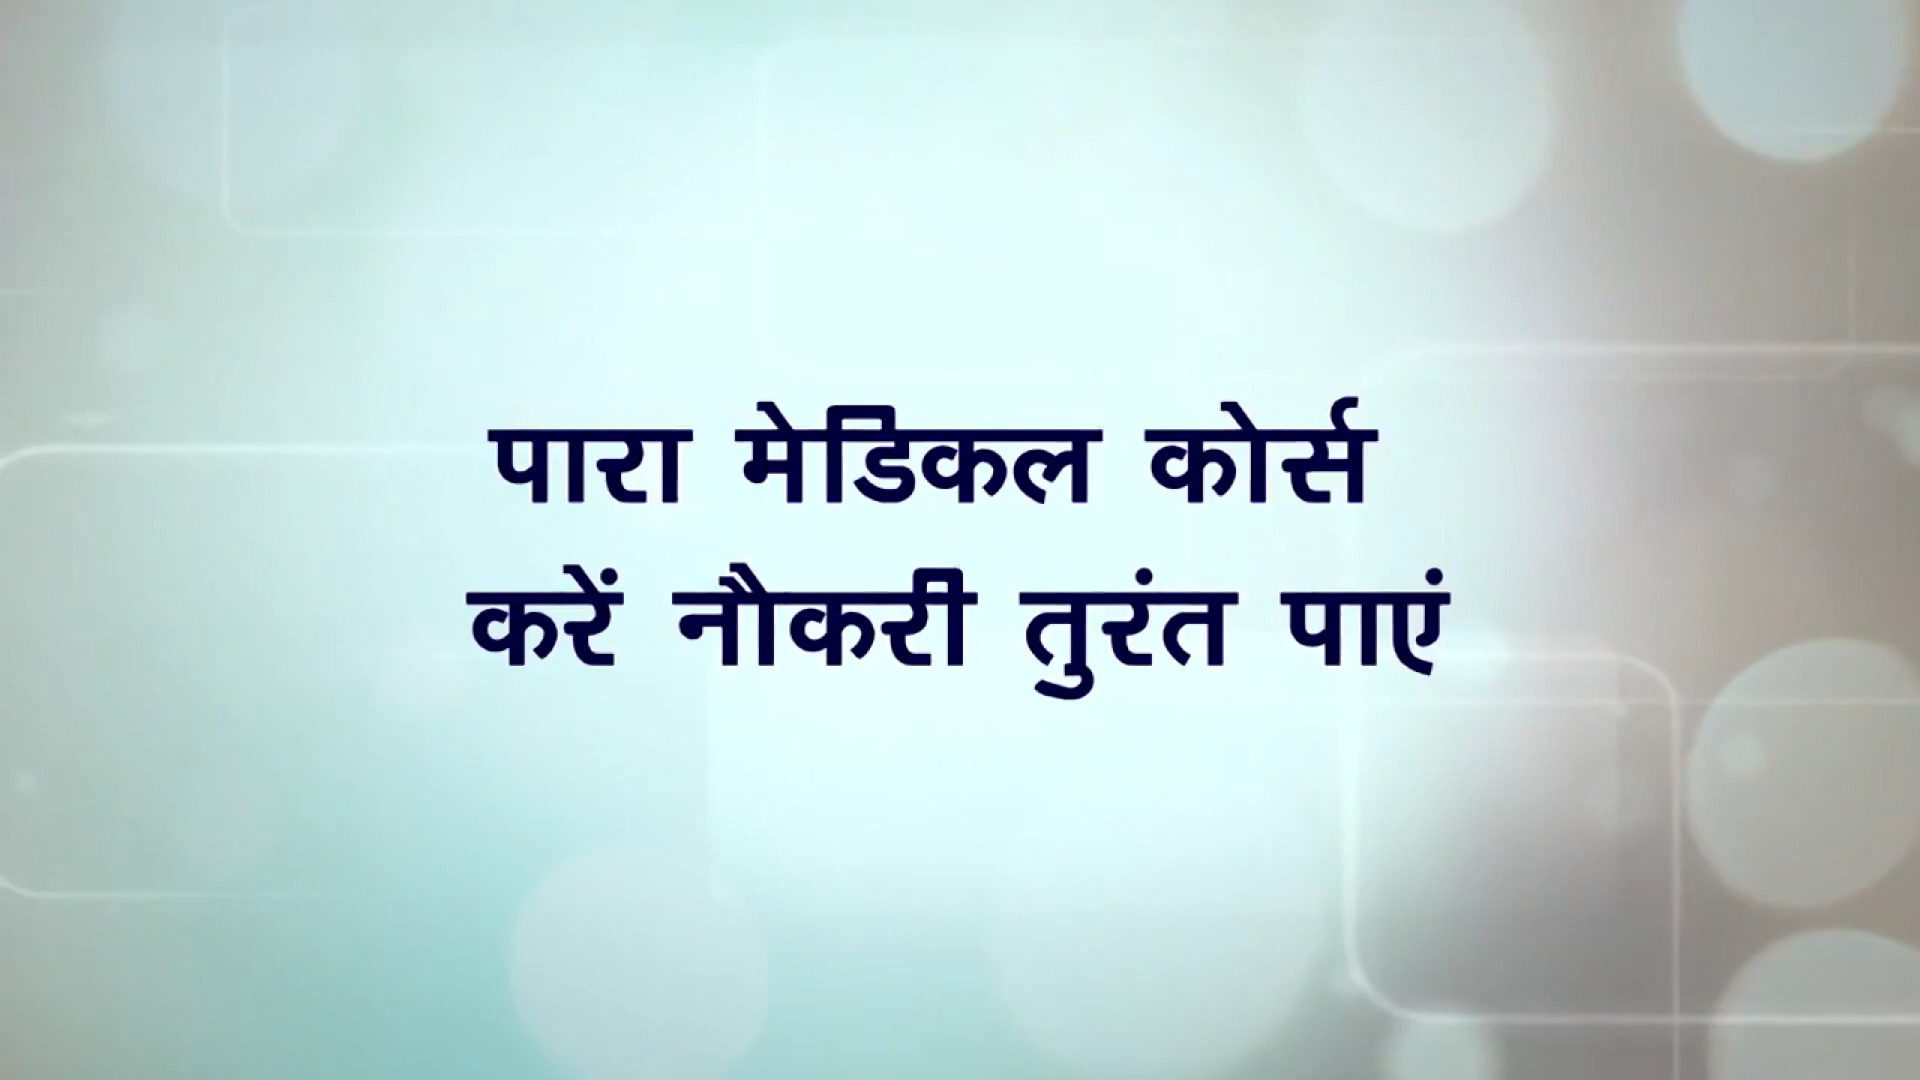 पारा मेडिकल कोर्स
करें नौकरी तुरंत पाएं